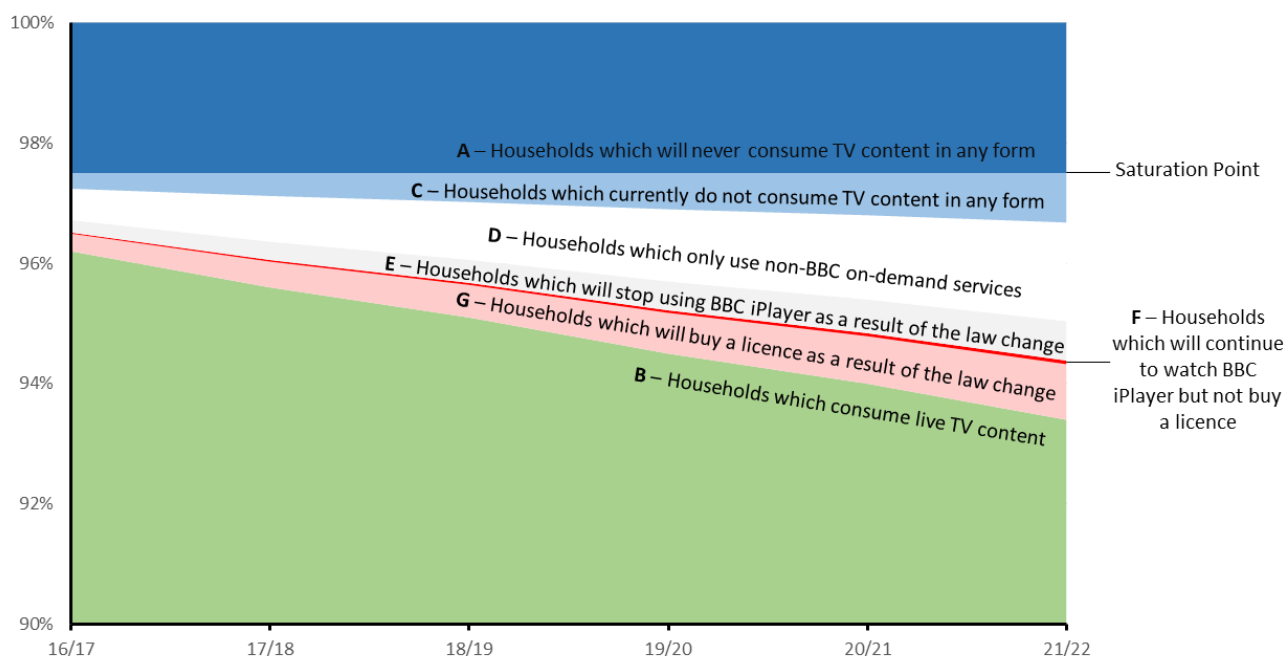 100%
98%
A – Households which will never consume TV content in any form
Saturation Point
C – Households which currently do not consume TV content in any form
D – Households which only use non-BBC on-demand services
96%
E – Households which will stop using BBC iPlayer as a result of the law change
G – Households which will buy a licence as a result of the law change
F – Households
which will continue
to watch BBC
iPlayer but not buy
a licence
94%
B – Households which consume live TV content
92%
90%
16/17
17/18
18/19
19/20
20/21
21/22